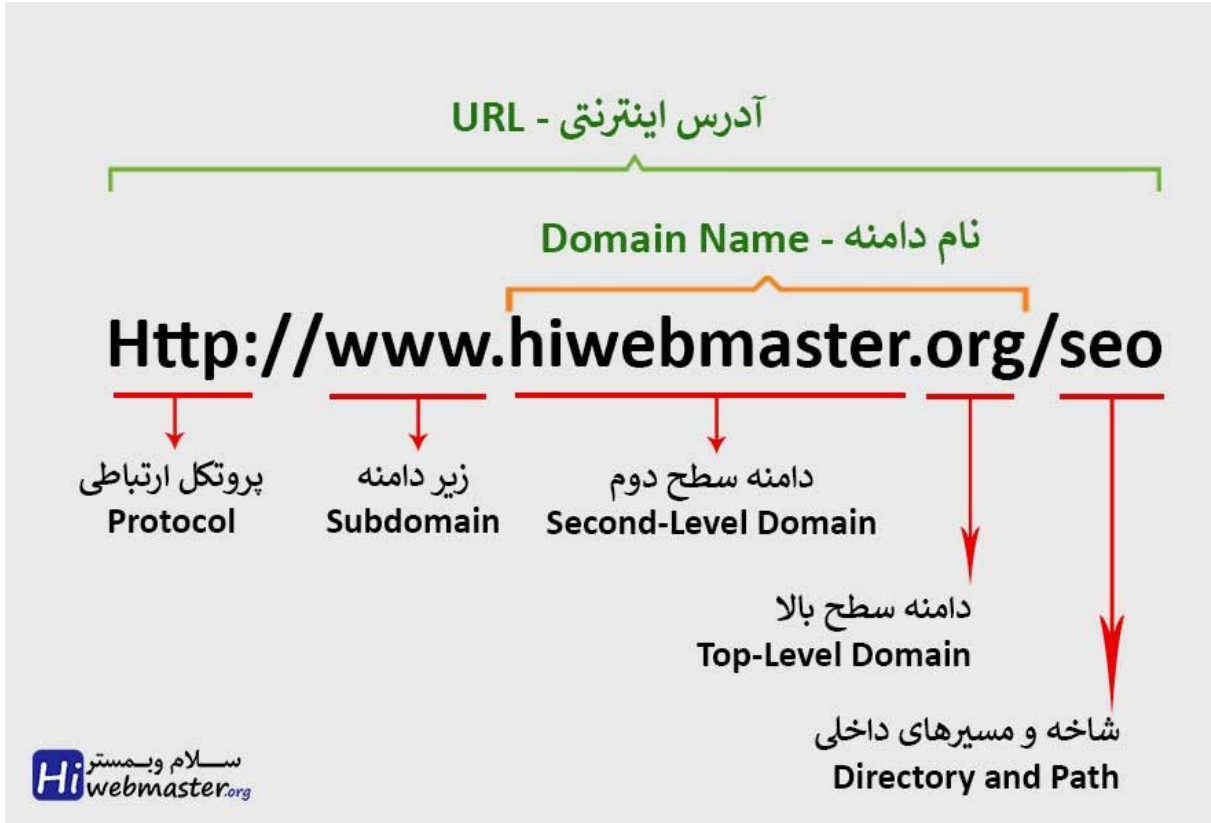 آدرس اینترنتی - URL
نام دامنه - Domain Name
Http://www.hiwebmaster.org/seo
پروتکل ارتباطی
Protocol
زیر دامنه
Subdomain
دامنه سطح دوم
Second-Level Domain
دامنه سطح بالا
Top-Level Domain
شاخه و مسیرهای داخلی
Directory and Path
سلام وبمستر
Hi webmaster.org